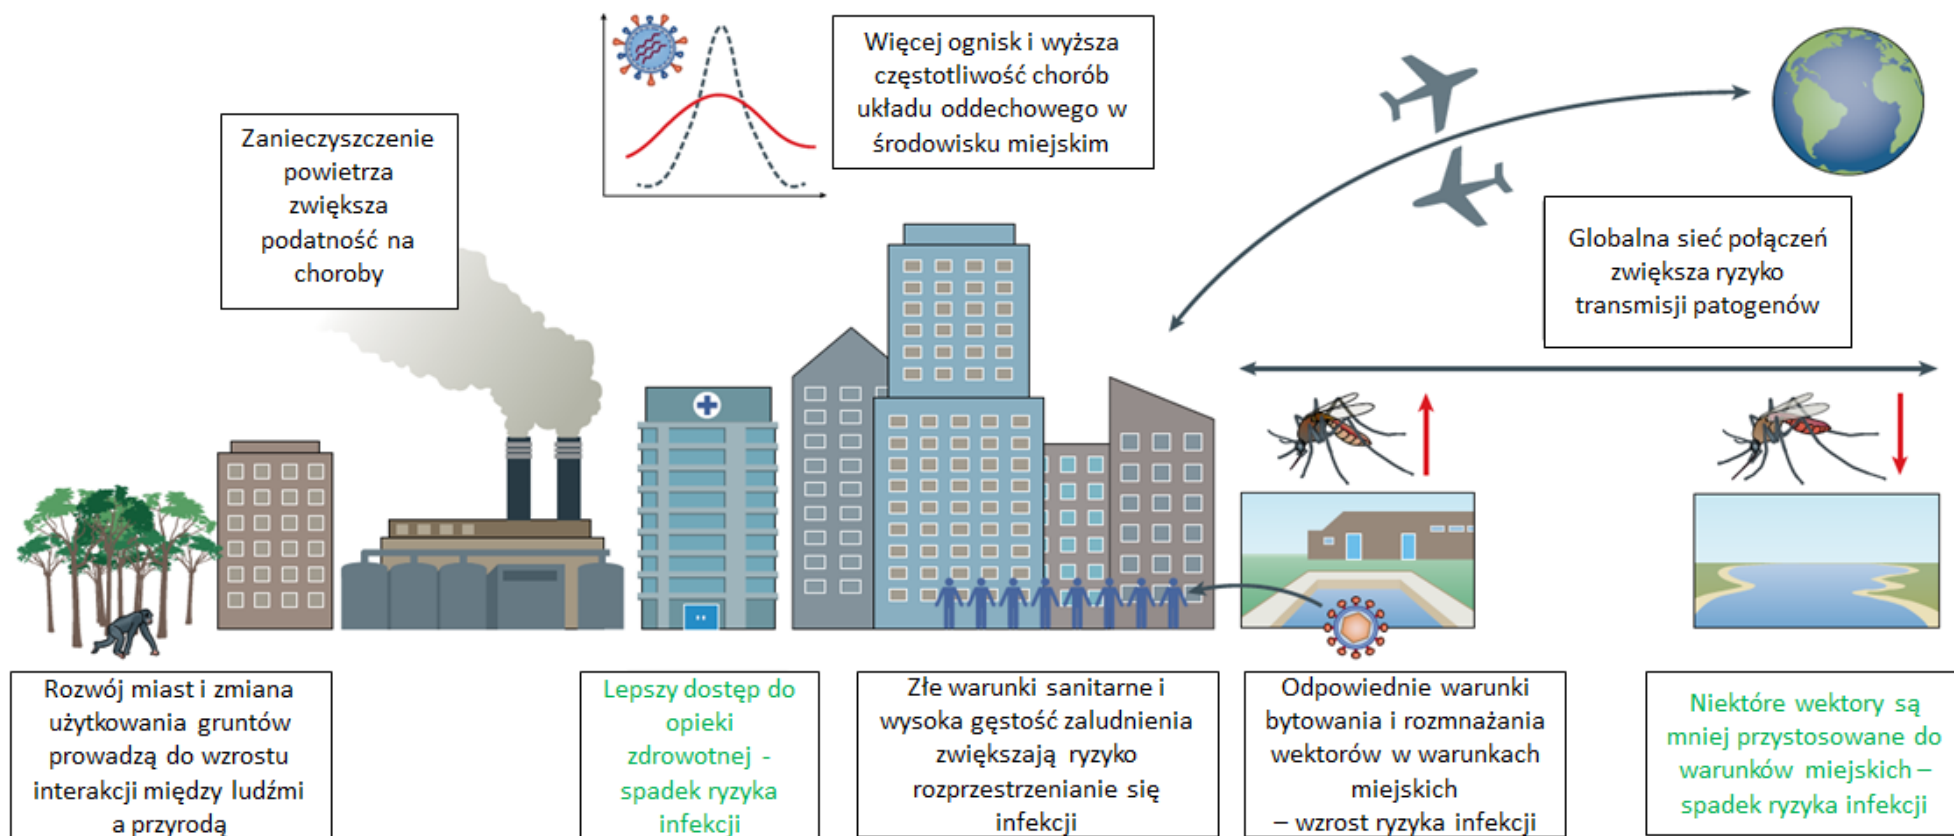 Więcej ognisk i wyższa
częstotliwość chorób
układu oddechowego w
środowisku miejskim
Zanieczyszczenie
powietrza
zwiększa
podatność na
choroby
Globalna sieć połączeń
zwiększa ryzyko
transmisji patogenów
Rozwój miast i zmiana
użytkowania gruntów
prowadzą do wzrostu
interakcji między ludźmi
a przyrodą
Lepszy dostęp do
opieki
zdrowotnej -
spadek ryzyka
infekcji
Złe warunki sanitarne i
wysoka gęstość zaludnienia
zwiększają ryzyko
rozprzestrzenianie się
infekcji
Odpowiednie warunki
bytowania i rozmnażania
wektorów w warunkach
miejskich
– wzrost ryzyka infekcji
Niektóre wektory są
mniej przystosowane do
warunków miejskich –
spadek ryzyka infekcji